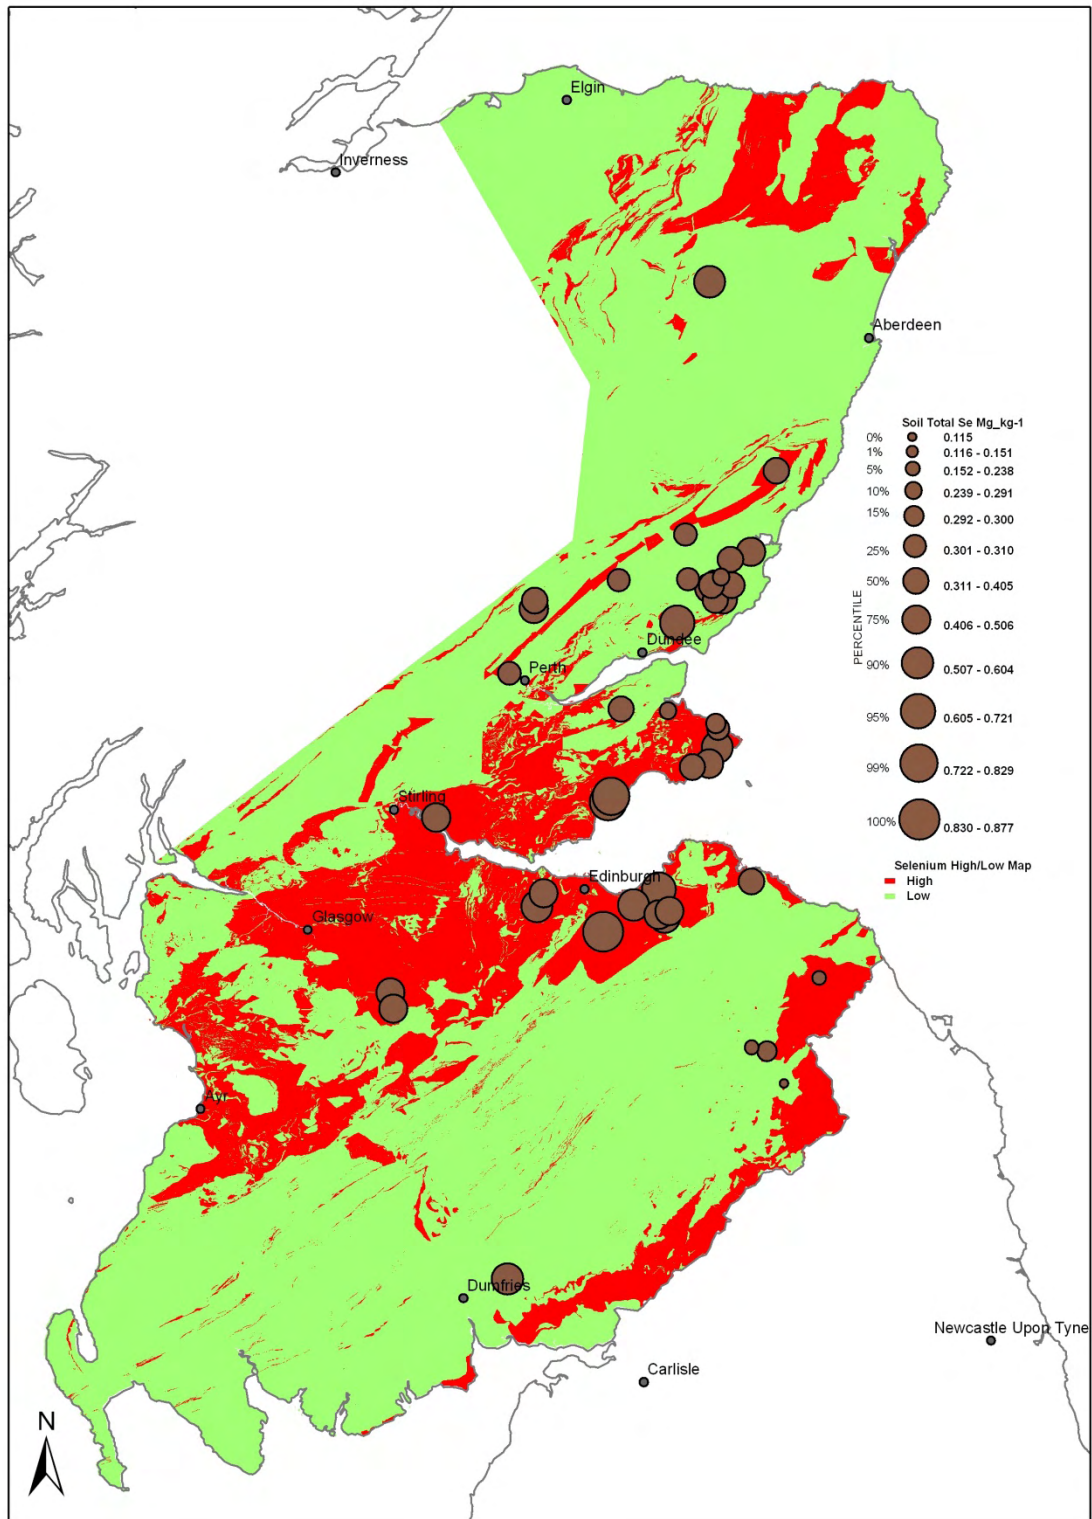 Elgin
Inverness
Aberdeen
Soil Total Se Mg_kg-1
0% 0.115
1% 0.116 - 0.151
5% 0.152 - 0.238
10% 0.239 - 0.291
15% 0.292 - 0.300
25% 0.301 - 0.310
50% 0.311 - 0.405
75% 0.406 - 0.506
90% 0.507 - 0.604
95% 0.605 - 0.721
99% 0.722 - 0.829
100% 0.830 - 0.877
PERCENTILE
Selenium High/Low Map
High
Low
Dundee
Perth
Stirling
Edinburgh
Glasgow
Ayr
Dumfries
Newcastle Upon Tyne
Carlisle
N